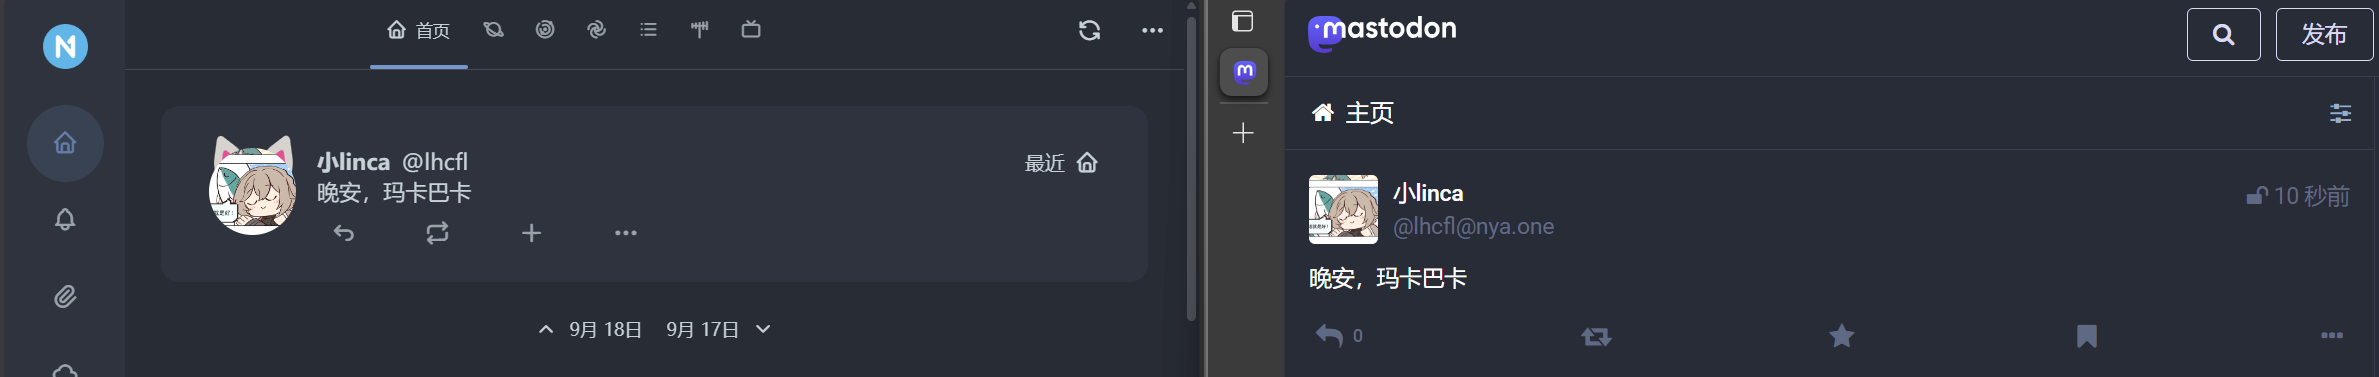 首页
小linca @lhcfl
最近
晚安，玛卡巴卡
9月 18日 9月 17日
mastodon
发布
主页
小linca
10 秒前
@lhcfl@nya.one
晚安，玛卡巴卡
0